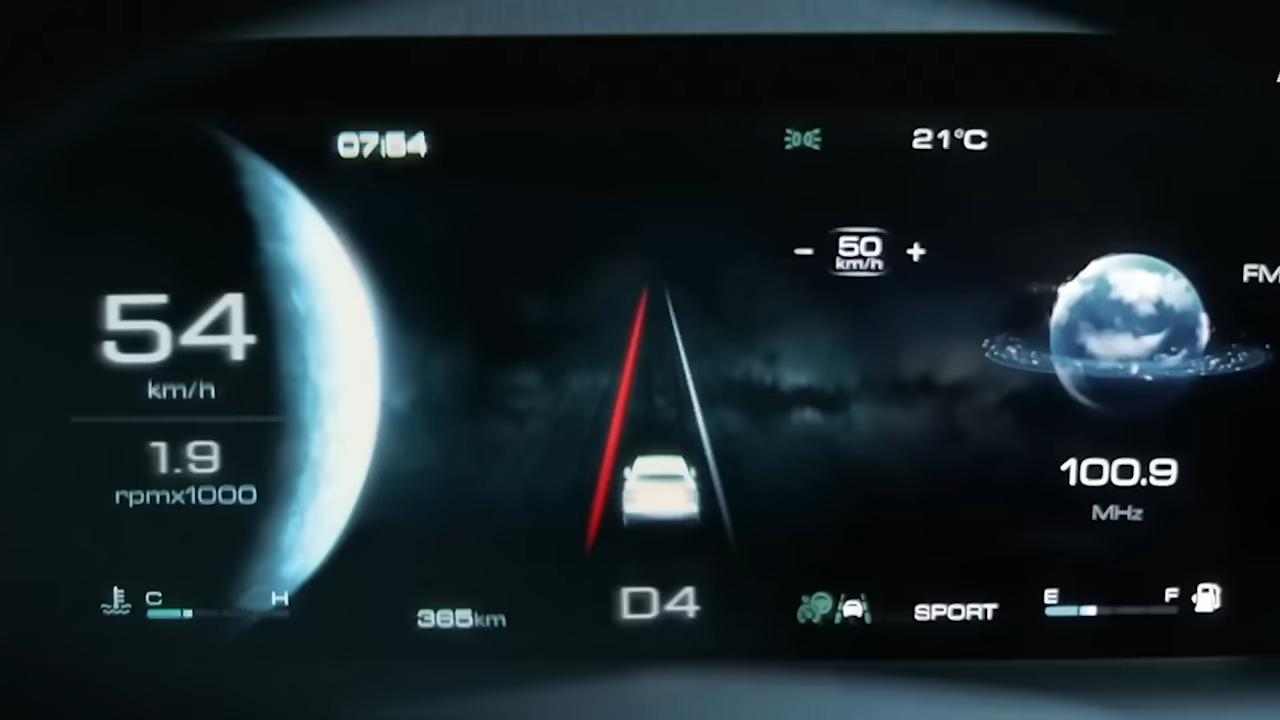 07:54
21°C
- 50 +
km/h
FM
54
km/h
1.9
rpmx1000
100.9
MHz
C H
365km
D4
SPORT
E F